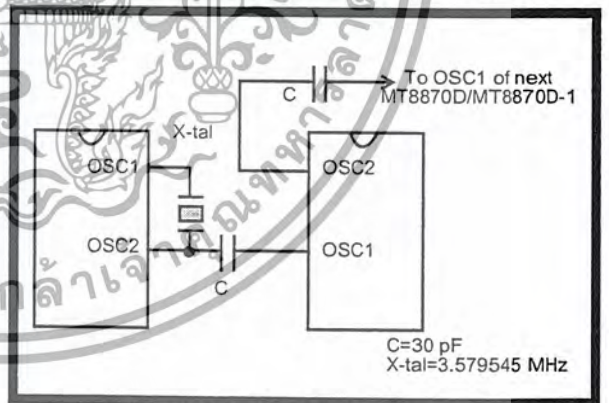 To OSC1 of next
MT8870D/MT8870D-1
C
X-tal
OSC1
OSC2
OSC2
OSC1
C
C=30 pF
X-tal=3.579545 MHz